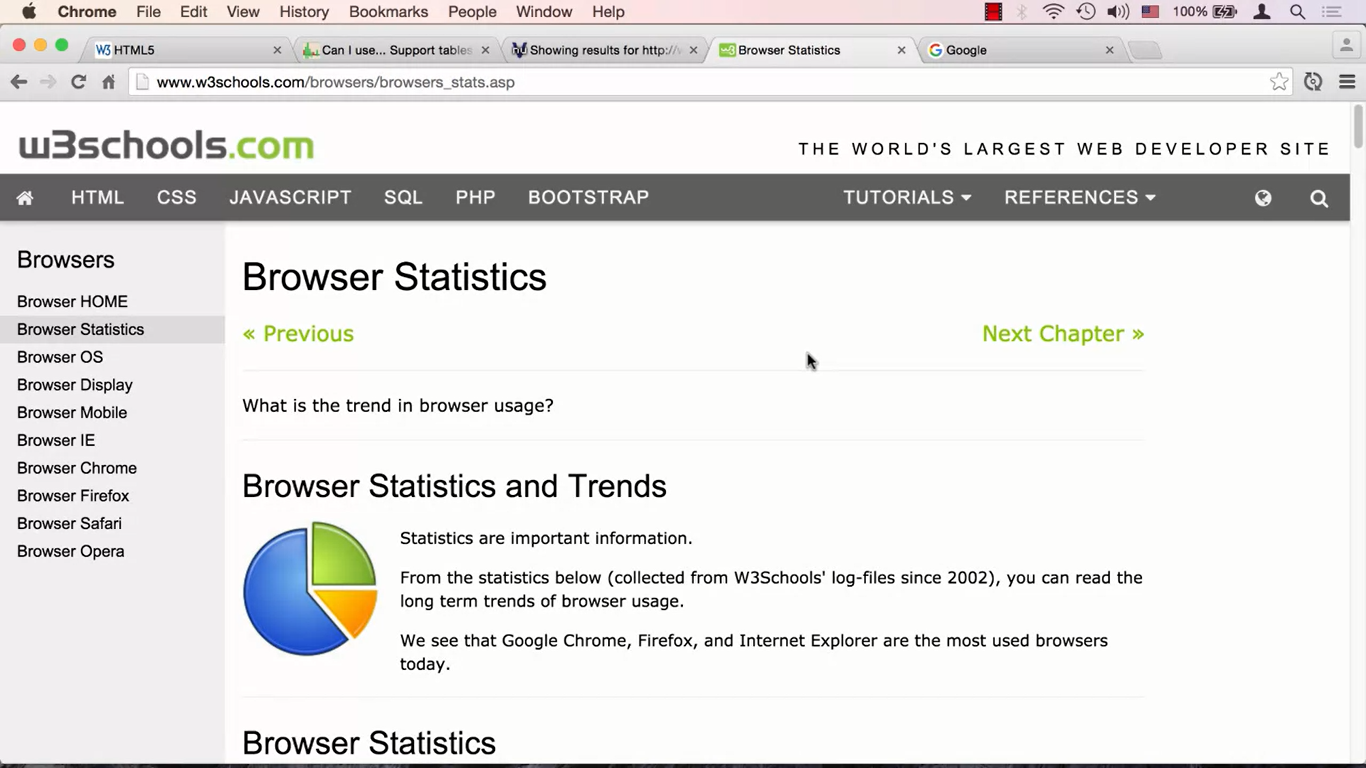 Chrome File Edit View History Bookmarks People Window Help 100%
W3 HTML5 Can I use... Support tables Showing results for http:// Browser Statistics Google
www.w3schools.com/browsers/browsers_stats.asp
w3schools.com
THE WORLD'S LARGEST WEB DEVELOPER SITE
HTML CSS JAVASCRIPT SQL PHP BOOTSTRAP TUTORIALS REFERENCES
Browsers
Browser HOME
Browser Statistics
Browser OS
Browser Display
Browser Mobile
Browser IE
Browser Chrome
Browser Firefox
Browser Safari
Browser Opera
Browser Statistics
« Previous Next Chapter »
What is the trend in browser usage?
Browser Statistics and Trends
Statistics are important information.
From the statistics below (collected from W3Schools' log-files since 2002), you can read the
long term trends of browser usage.
We see that Google Chrome, Firefox, and Internet Explorer are the most used browsers
today.
Browser Statistics